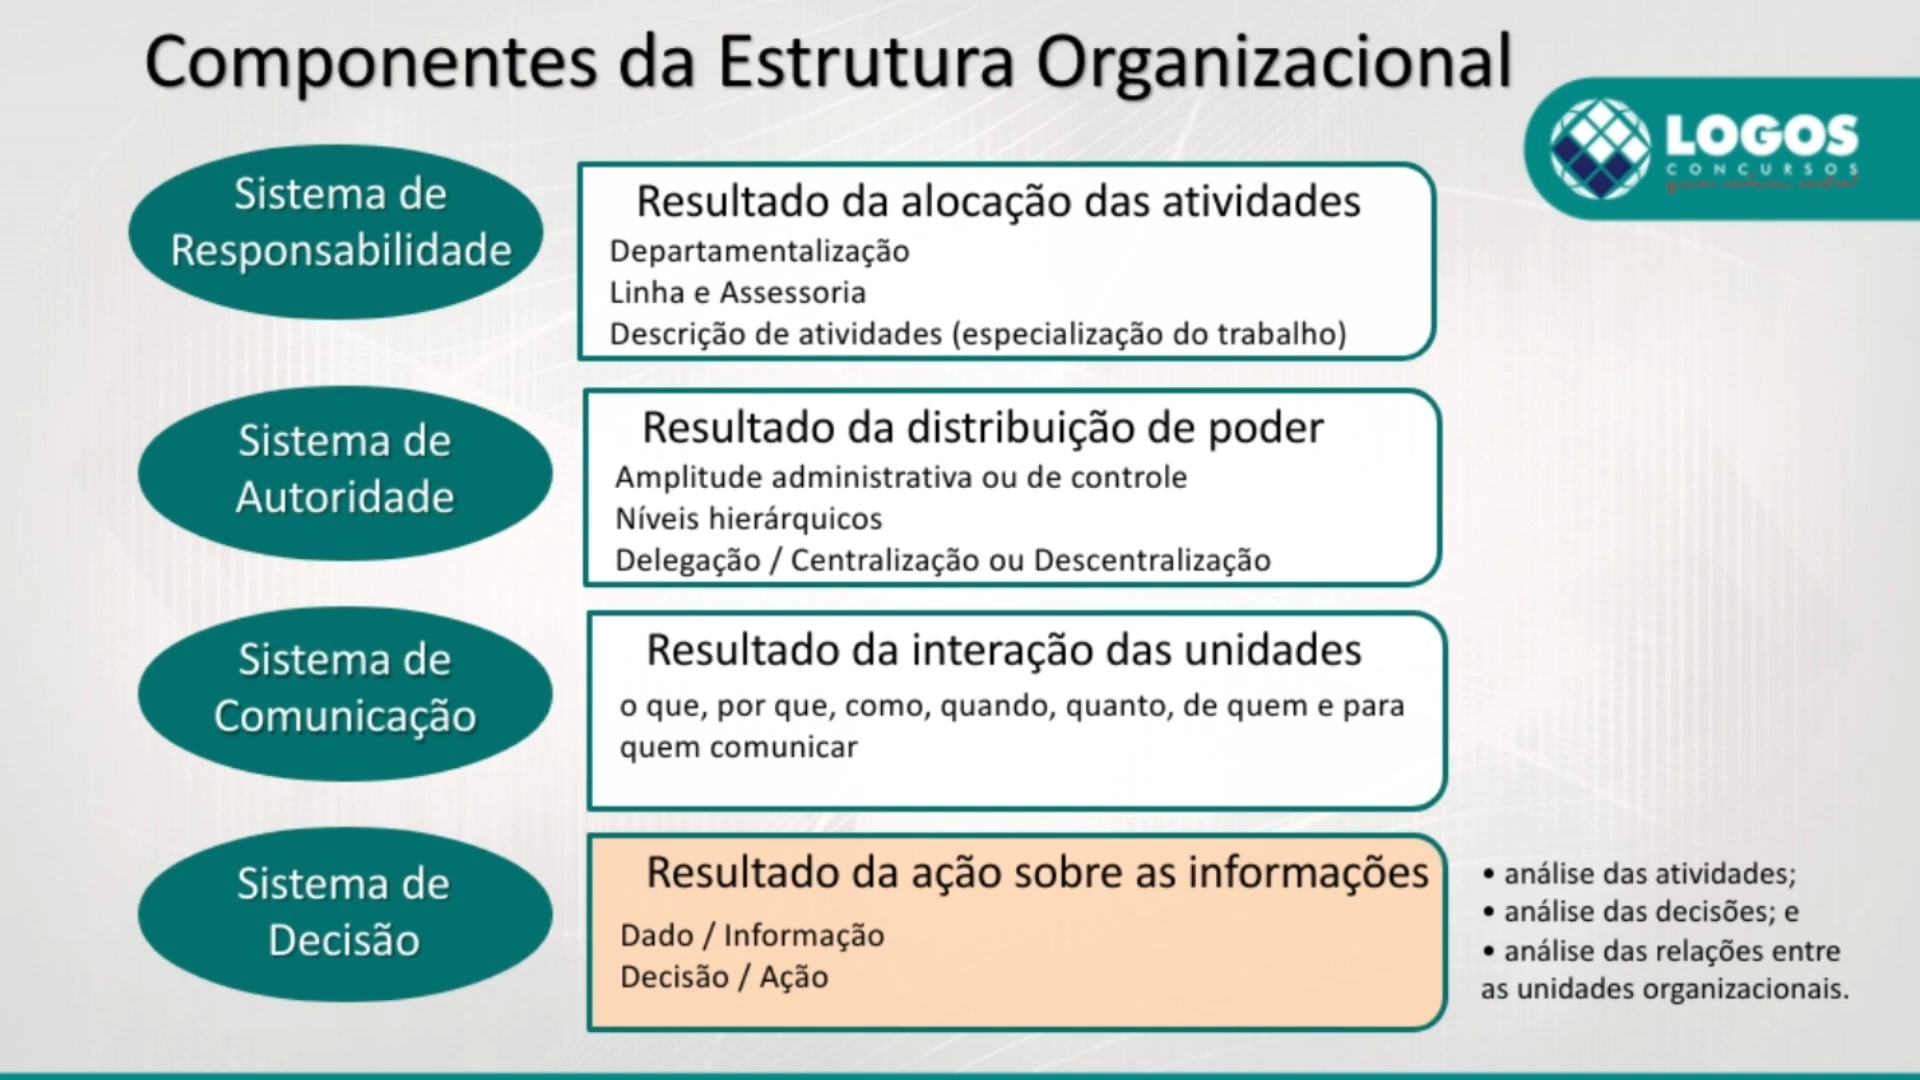 Componentes da Estrutura Organizacional
LOGOS
CONCURSOS
Sistema de
Responsabilidade
Resultado da alocação das atividades
Departamentalização
Linha e Assessoria
Descrição de atividades (especialização do trabalho)
Sistema de
Autoridade
Resultado da distribuição de poder
Amplitude administrativa ou de controle
Níveis hierárquicos
Delegação / Centralização ou Descentralização
Sistema de
Comunicação
Resultado da interação das unidades
o que, por que, como, quando, quanto, de quem e para
quem comunicar
Sistema de
Decisão
Resultado da ação sobre as informações
Dado / Informação
Decisão / Ação
• análise das atividades;
• análise das decisões; e
• análise das relações entre
as unidades organizacionais.